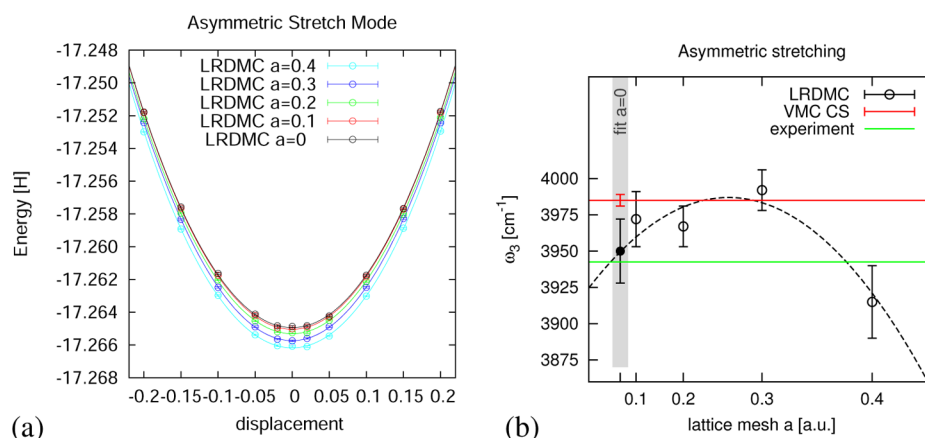 Asymmetric Stretch Mode
Energy [H]
-17.248
-17.250
-17.252
-17.254
-17.256
-17.258
-17.260
-17.262
-17.264
-17.266
-17.268
LRDMC a=0.4
LRDMC a=0.3
LRDMC a=0.2
LRDMC a=0.1
LRDMC a=0
-0.2 -0.15 -0.1 -0.05 0 0.05 0.1 0.15 0.2
displacement
(a)
Asymmetric stretching
ω3 [cm-1]
4000
3975
3950
3925
3900
3875
fit a=0
LRDMC
VMC CS
experiment
0.1 0.2 0.3 0.4
lattice mesh a [a.u.]
(b)